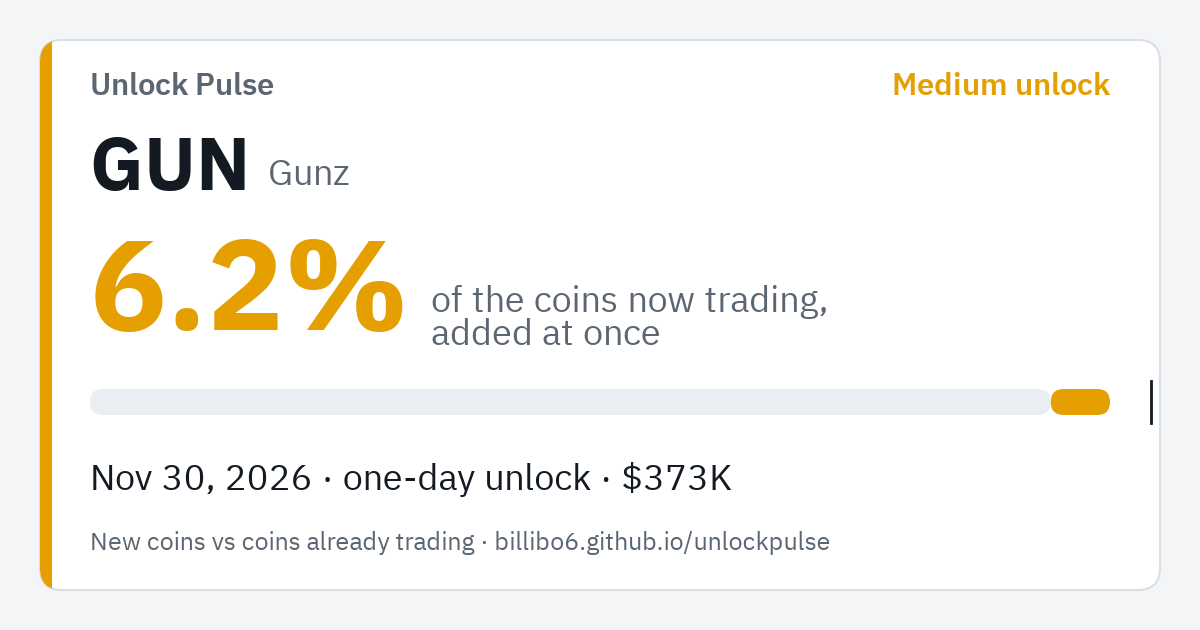 Unlock Pulse
Medium unlock
GUN Gunz
6.2% of the coins now trading,
added at once
Nov 30, 2026 · one-day unlock · $373K
New coins vs coins already trading · billibo6.github.io/unlockpulse